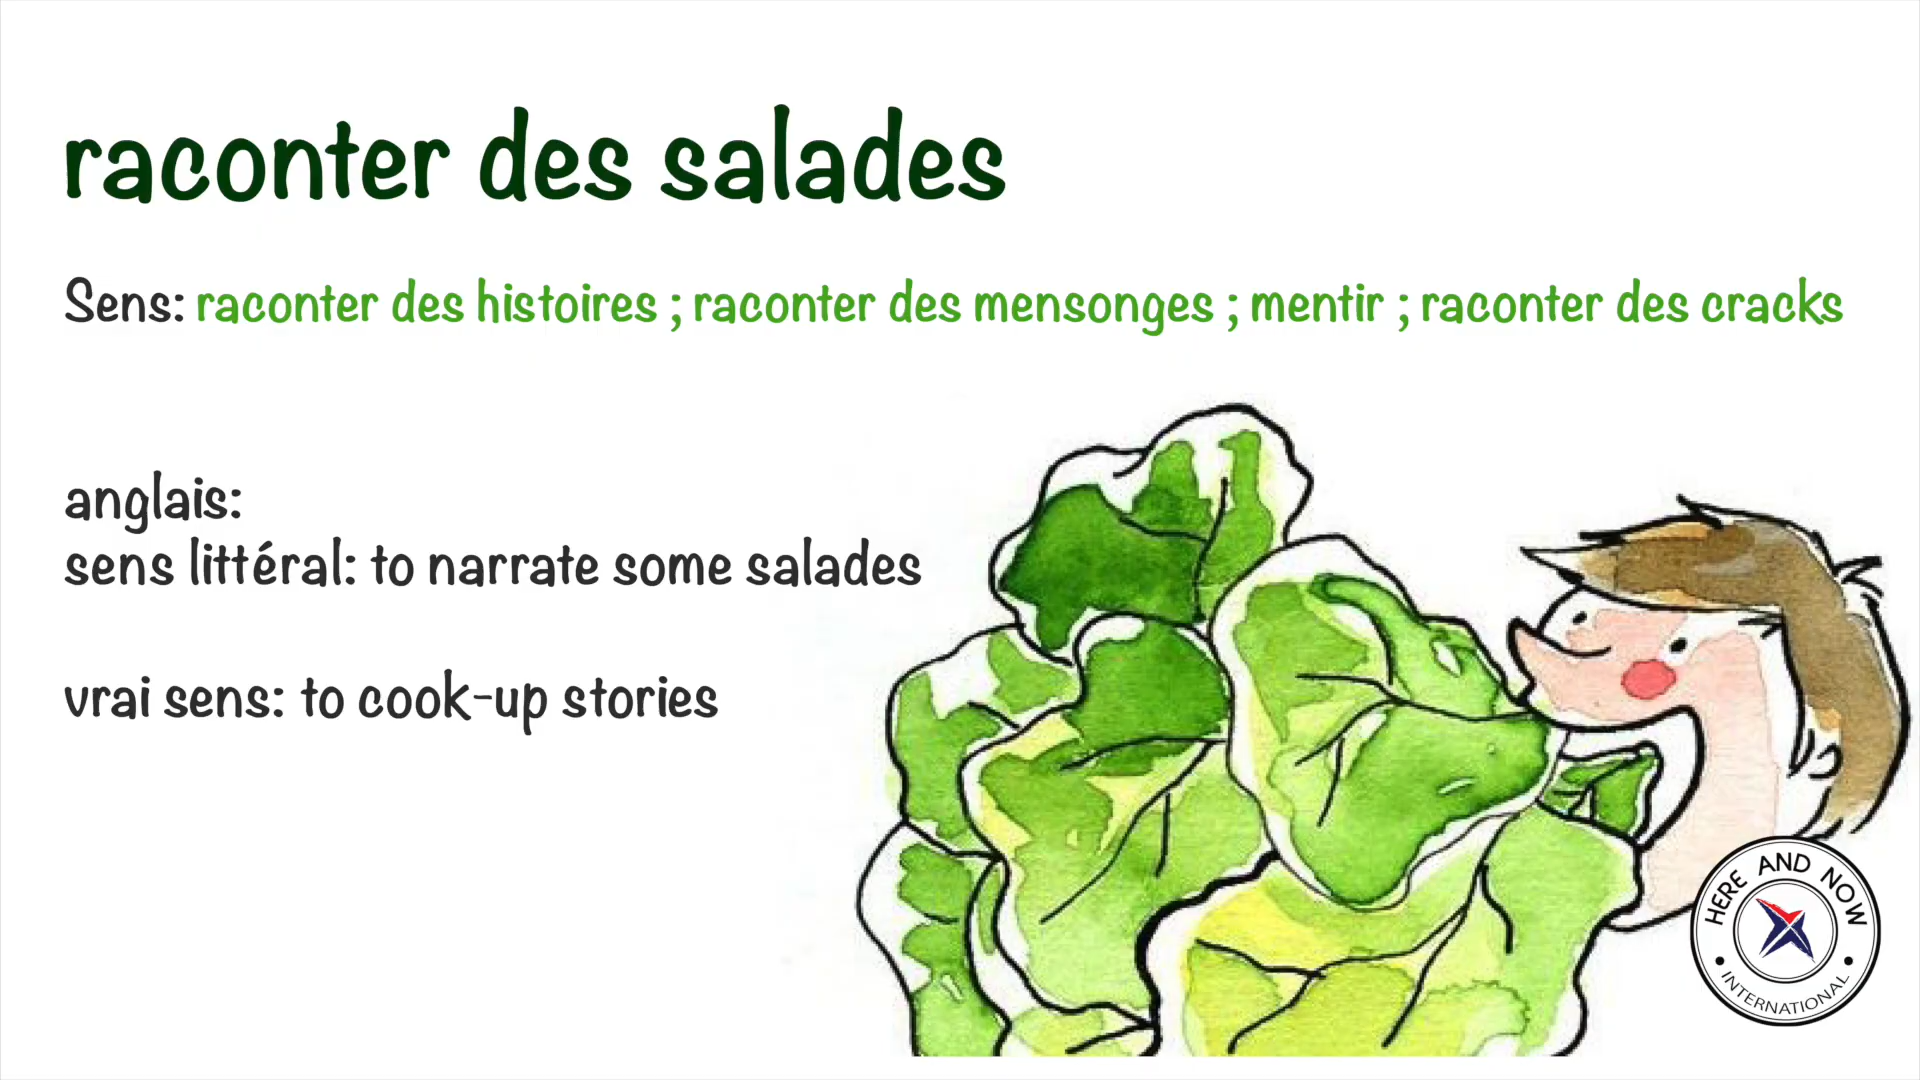 raconter des salades
Sens: raconter des histoires ; raconter des mensonges ; mentir ; raconter des cracks
anglais:
sens littéral: to narrate some salades
vrai sens: to cook-up stories
HERE AND NOW
• INTERNATIONAL •